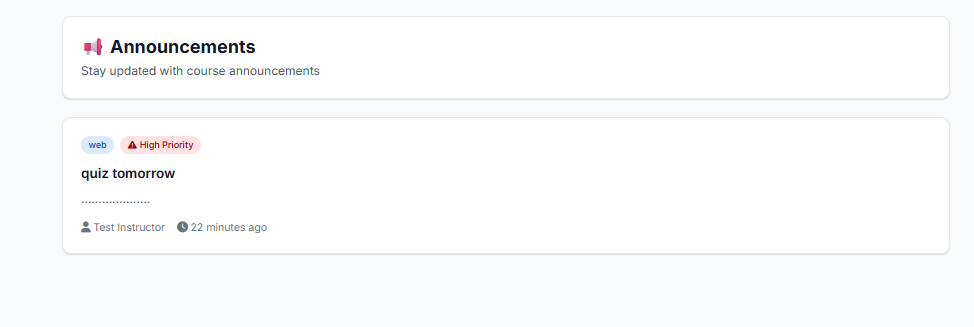 Announcements
Stay updated with course announcements
web High Priority
quiz tomorrow
....................
Test Instructor 22 minutes ago